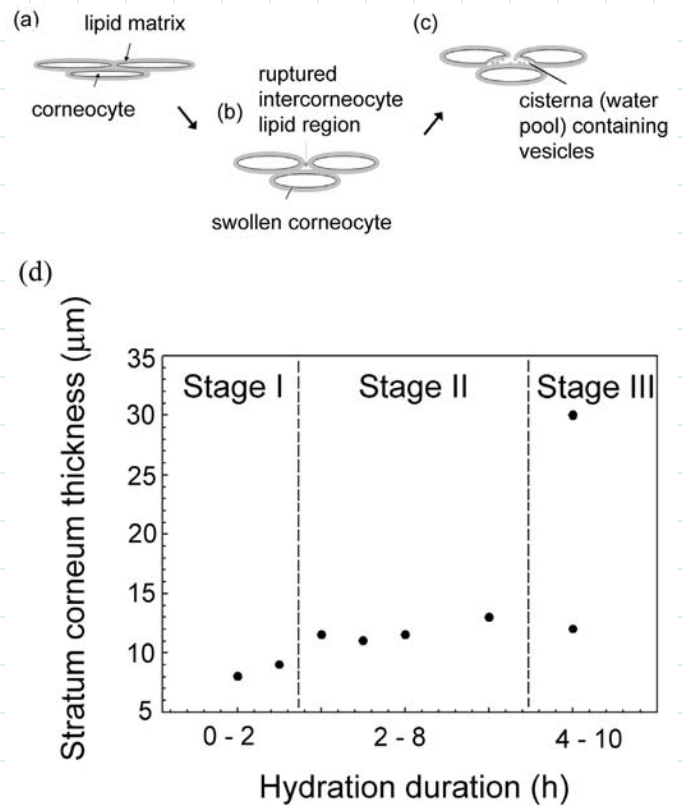 (a)
lipid matrix
corneocyte
(b)
ruptured
intercorneocyte
lipid region
swollen corneocyte
(c)
cisterna (water
pool) containing
vesicles
(d)
Stratum corneum thickness (μm)
35
30
25
20
15
10
5
Stage I
Stage II
Stage III
0 - 2
2 - 8
4 - 10
Hydration duration (h)